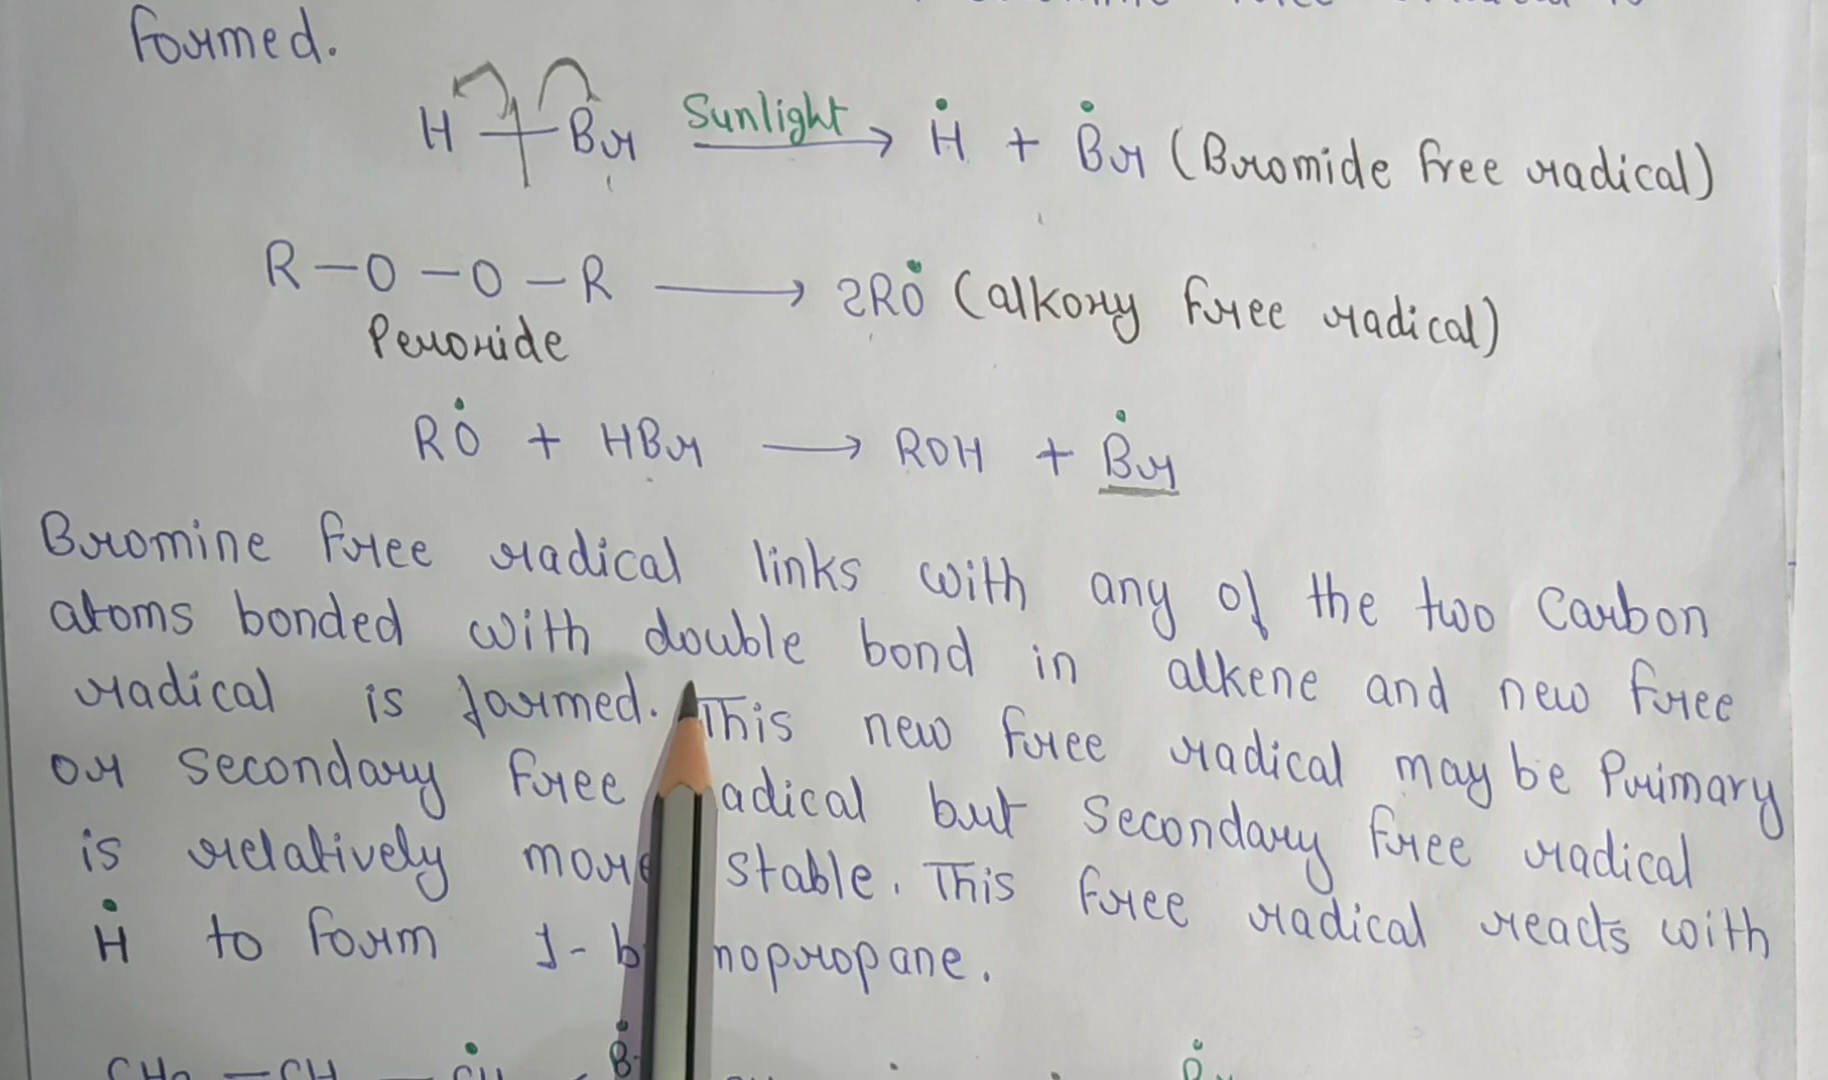 formed.
H + Br Sunlight → Ḣ + Ḃr (Bromide free radical)
R – O – O – R → 2RȮ (alkoxy free radical)
Peroxide
RȮ + HBr → ROH + Ḃr
Bromine free radical links with any of the two Carbon
atoms bonded with double bond in alkene and new free
radical is formed. This new free radical may be Primary
or secondary free adical but secondary free radical
is relatively more stable. This free radical reacts with
Ḣ to form 1-b mopropane.